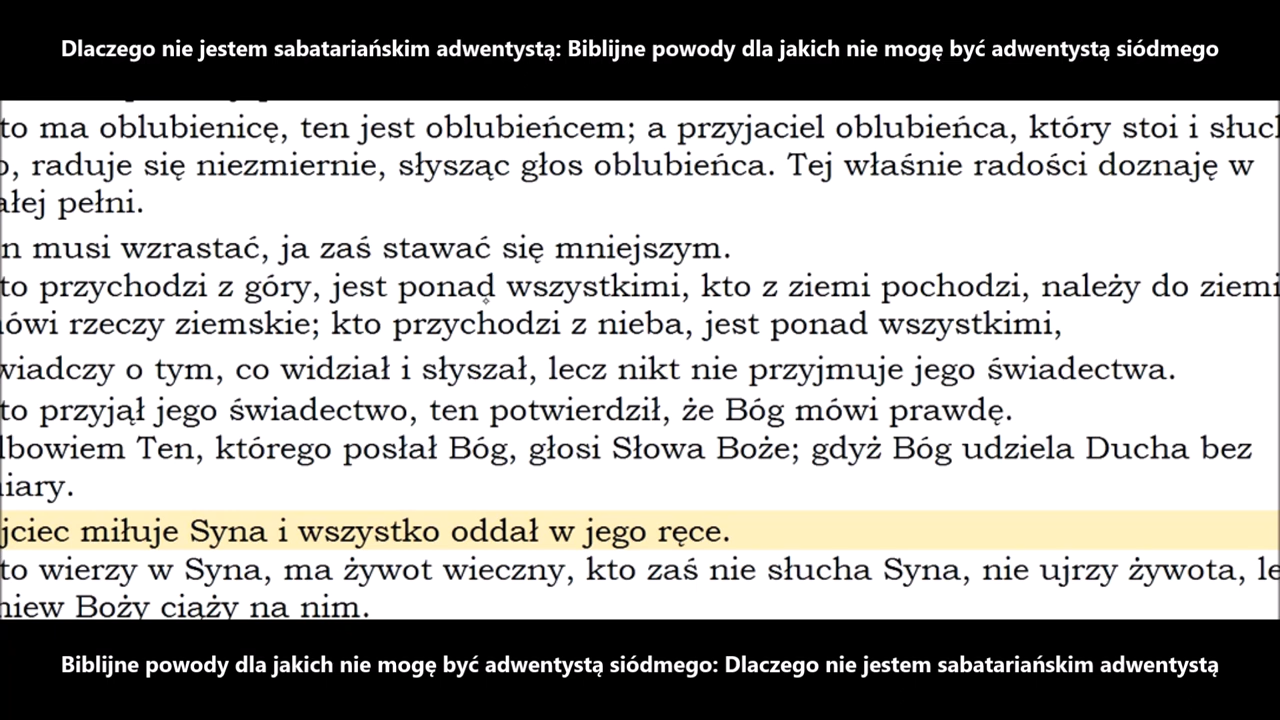 Dlaczego nie jestem sabatariańskim adwentystą: Biblijne powody dla jakich nie mogę być adwentystą siódmego
to ma oblubienicę, ten jest oblubieńcem; a przyjaciel oblubieńca, który stoi i słuch
o, raduje się niezmiernie, słysząc głos oblubieńca. Tej właśnie radości doznaję w
ałej pełni.
n musi wzrastać, ja zaś stawać się mniejszym.
to przychodzi z góry, jest ponad wszystkimi, kto z ziemi pochodzi, należy do ziemi
ówi rzeczy ziemskie; kto przychodzi z nieba, jest ponad wszystkimi,
wiadczy o tym, co widział i słyszał, lecz nikt nie przyjmuje jego świadectwa.
to przyjął jego świadectwo, ten potwierdził, że Bóg mówi prawdę.
lbowiem Ten, którego posłał Bóg, głosi Słowa Boże; gdyż Bóg udziela Ducha bez
iary.
jciec miłuje Syna i wszystko oddał w jego ręce.
to wierzy w Syna, ma żywot wieczny, kto zaś nie słucha Syna, nie ujrzy żywota, le
niew Boży ciąży na nim.
Biblijne powody dla jakich nie mogę być adwentystą siódmego: Dlaczego nie jestem sabatariańskim adwentystą